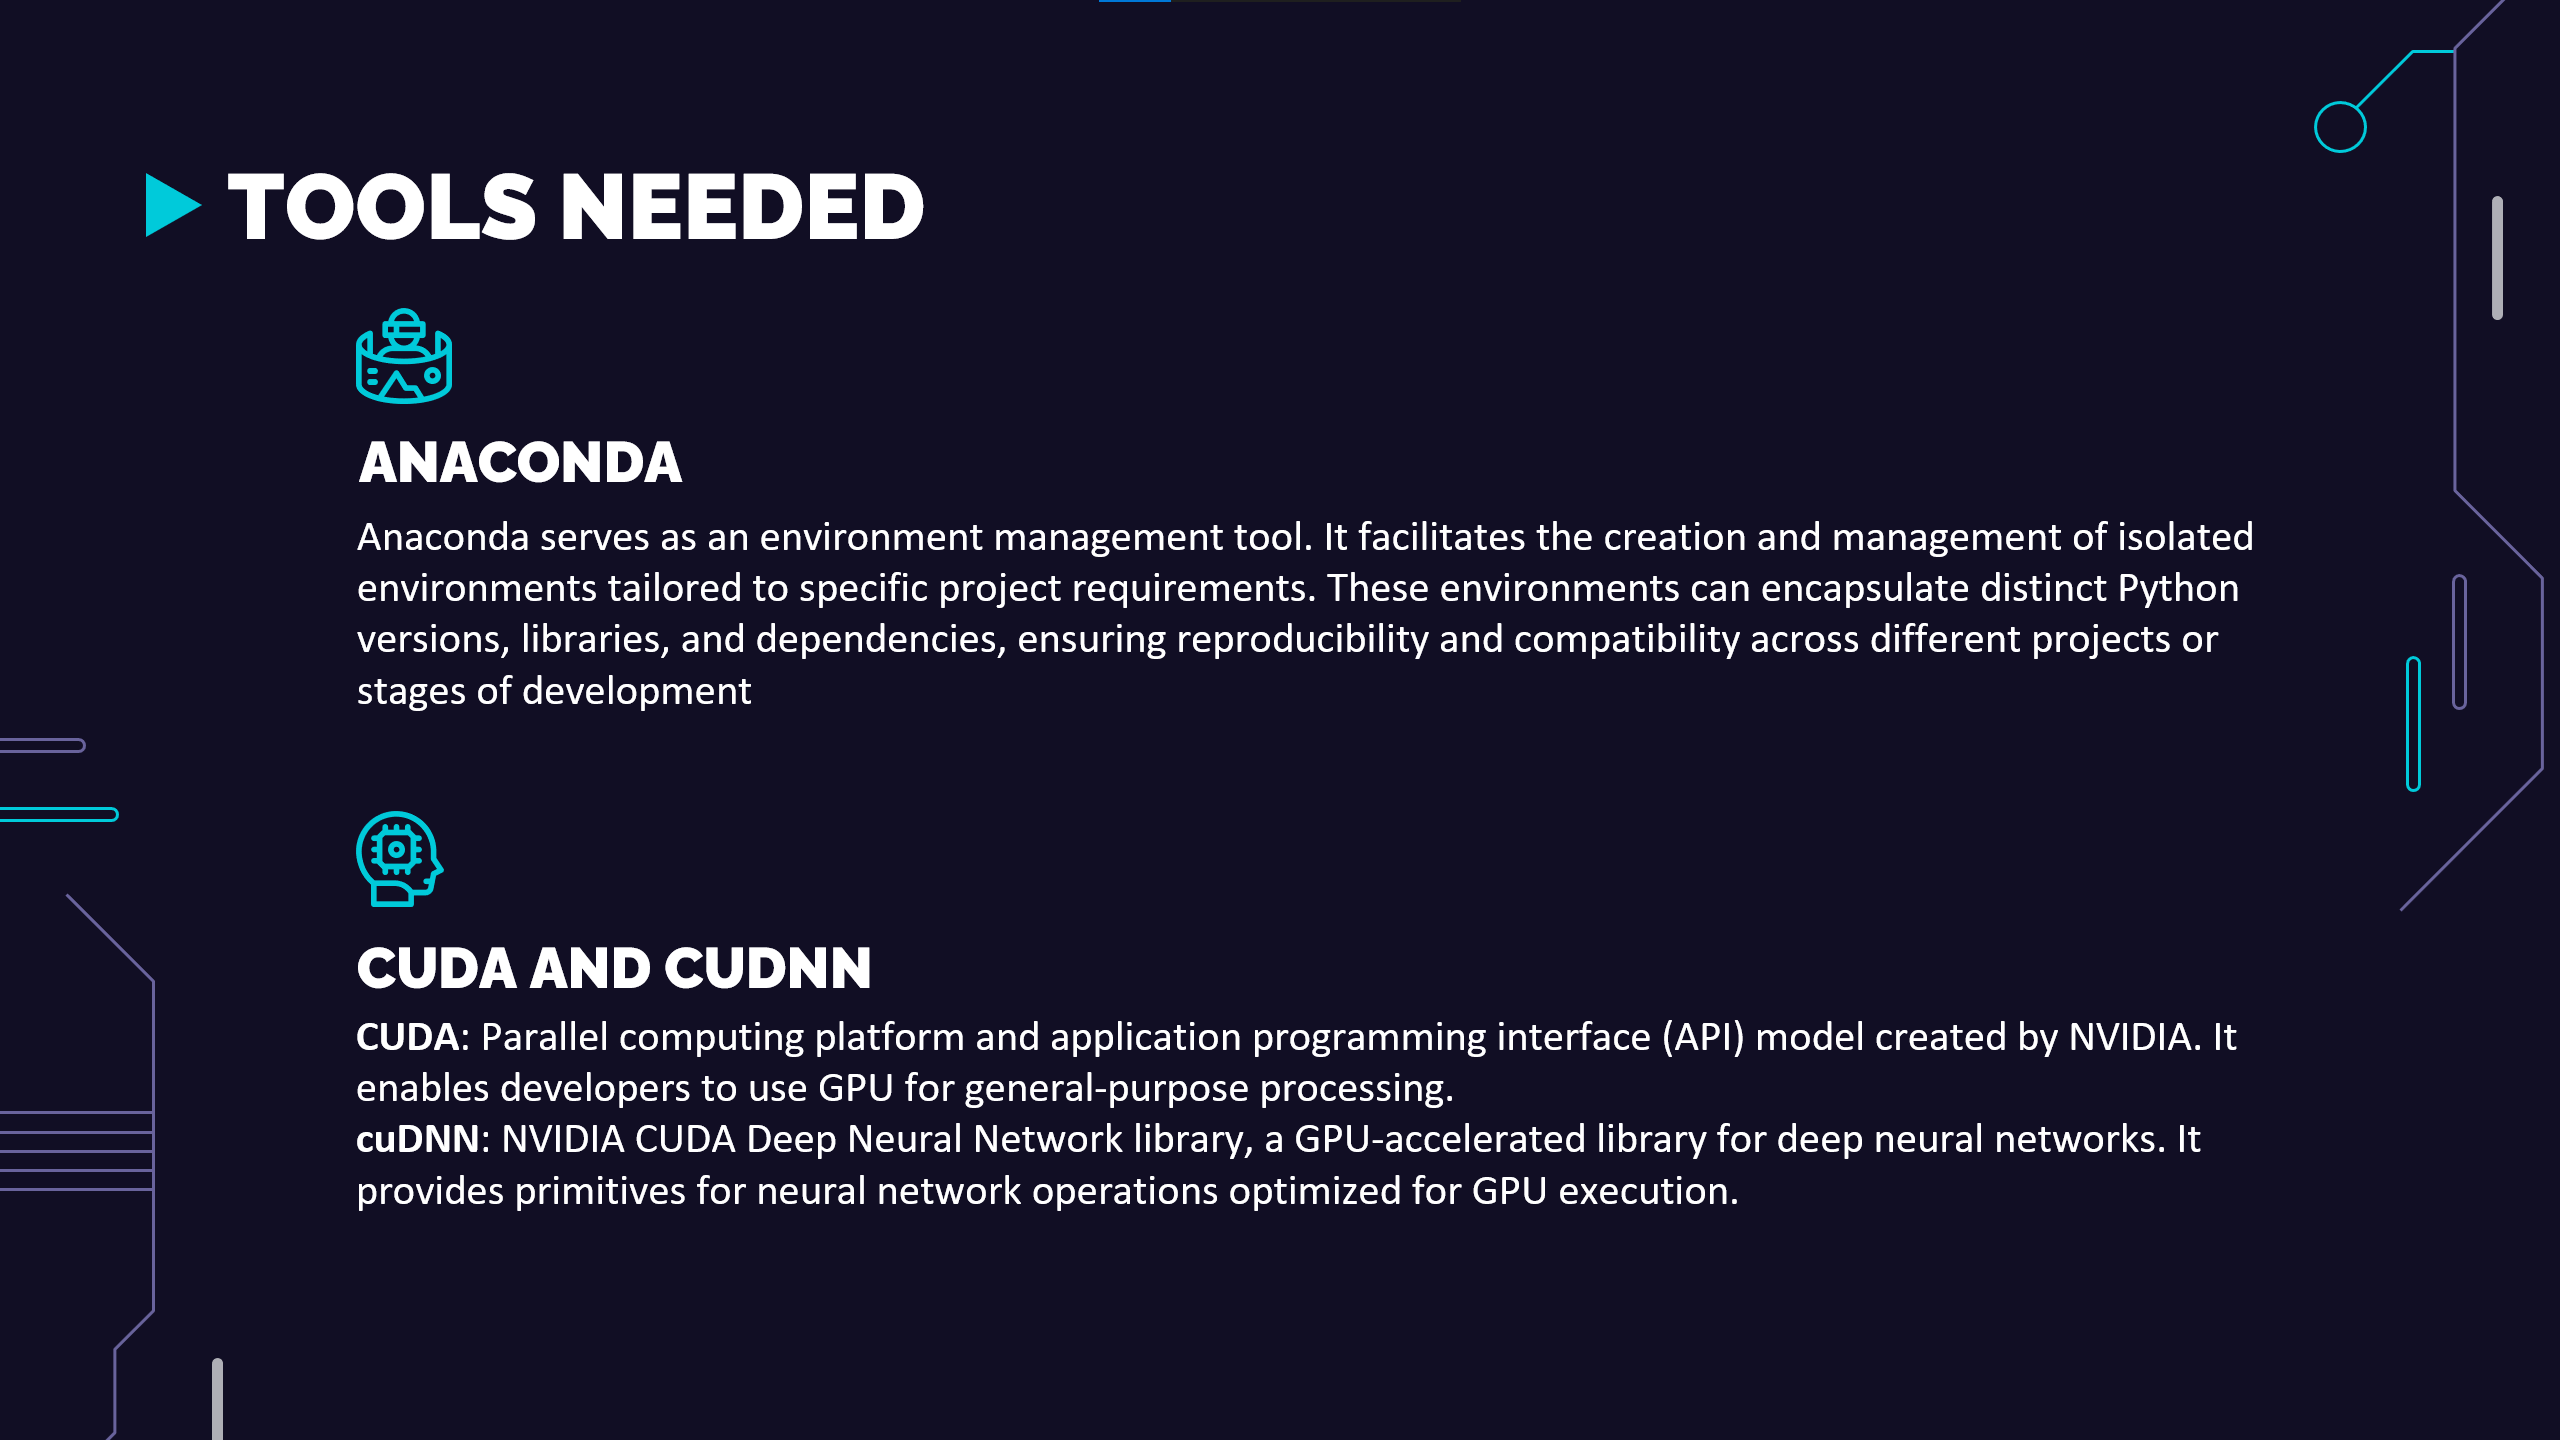 TOOLS NEEDED
ANACONDA
Anaconda serves as an environment management tool. It facilitates the creation and management of isolated
environments tailored to specific project requirements. These environments can encapsulate distinct Python
versions, libraries, and dependencies, ensuring reproducibility and compatibility across different projects or
stages of development
CUDA AND CUDNN
CUDA: Parallel computing platform and application programming interface (API) model created by NVIDIA. It
enables developers to use GPU for general-purpose processing.
cuDNN: NVIDIA CUDA Deep Neural Network library, a GPU-accelerated library for deep neural networks. It
provides primitives for neural network operations optimized for GPU execution.